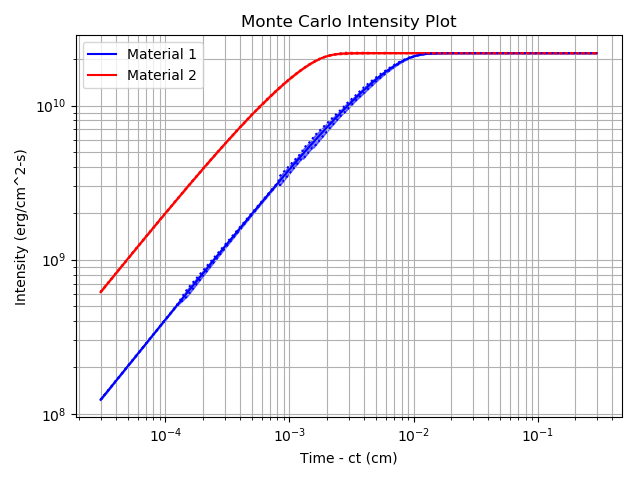 Monte Carlo Intensity Plot
Material 1
Material 2
Intensity (erg/cm^2-s)
10^10
10^9
10^8
10^-4
10^-3
10^-2
10^-1
Time - ct (cm)